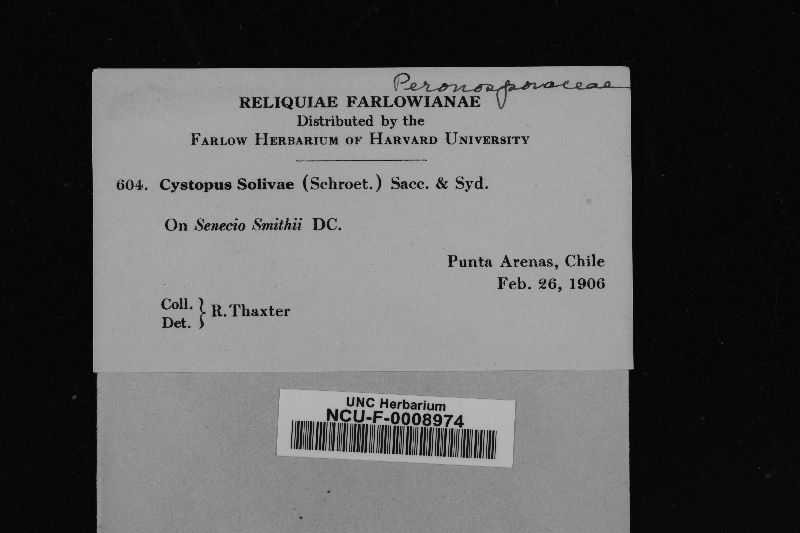 Peronosporaceae
RELIQUIAE FARLOWIANAE
Distributed by the
FARLOW HERBARIUM OF HARVARD UNIVERSITY
604. Cystopus Solivae (Schroet.) Sacc. & Syd.
On Senecio Smithii DC.
Punta Arenas, Chile
Feb. 26, 1906
Coll. } R. Thaxter
Det.
UNC Herbarium
NCU-F-0008974